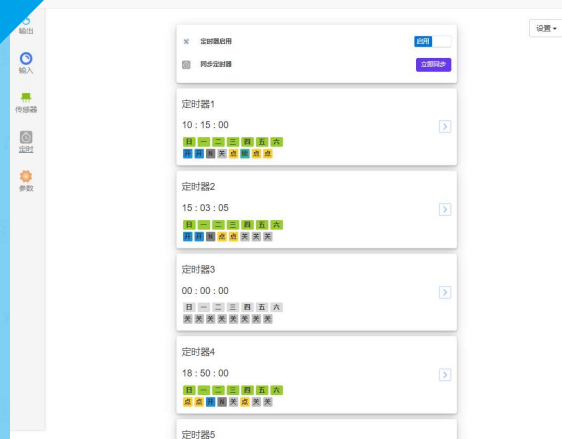 输出
输入
传感器
定时
参数
设置
定时器启用
启用
同步定时器
立即同步
定时器1
10 : 15 : 00
日 一 二 三 四 五 六
开 开 关 点 点 点
定时器2
15 : 03 : 05
日 一 二 三 四 五 六
开 开 点 点 关 关 关
定时器3
00 : 00 : 00
日 一 二 三 四 五 六
关 关 关 关 关 关 关 关
定时器4
18 : 50 : 00
日 一 二 三 四 五 六
点 点 开 关 点 关 关
定时器5